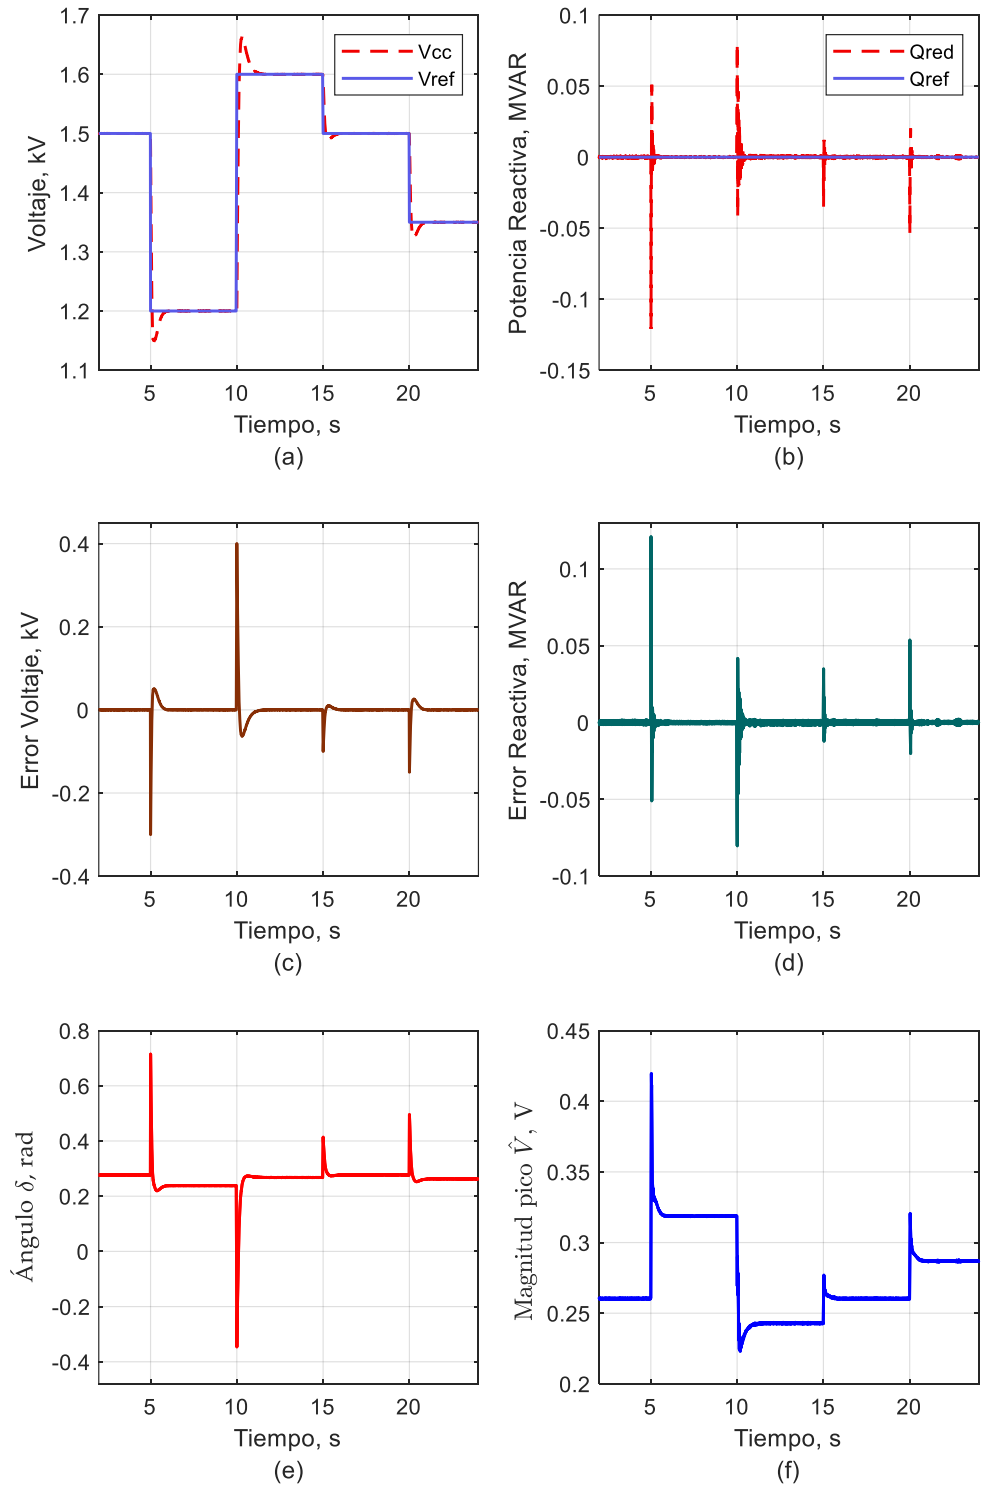 1.7
1.6
1.5
1.4
1.3
1.2
1.1
Voltaje, kV
Vcc
Vref
5
10
15
20
Tiempo, s
(a)
0.1
0.05
0
-0.05
-0.1
-0.15
Potencia Reactiva, MVAR
Qred
Qref
5
10
15
20
Tiempo, s
(b)
0.4
0.2
0
-0.2
-0.4
Error Voltaje, kV
5
10
15
20
Tiempo, s
(c)
0.1
0.05
0
-0.05
-0.1
Error Reactiva, MVAR
5
10
15
20
Tiempo, s
(d)
0.8
0.6
0.4
0.2
0
-0.2
-0.4
Ángulo δ, rad
5
10
15
20
Tiempo, s
(e)
0.45
0.4
0.35
0.3
0.25
0.2
Magnitud pico V̂, V
5
10
15
20
Tiempo, s
(f)